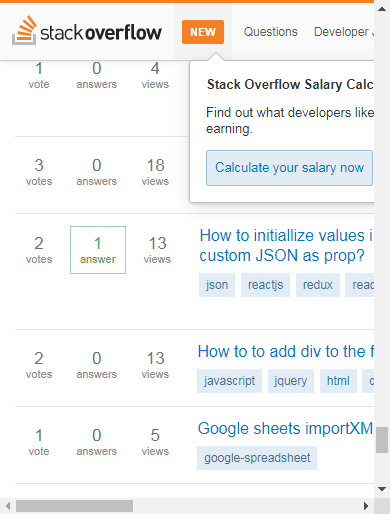 stack overflow NEW Questions Developer
1 0 4
vote answers views
Stack Overflow Salary Calc
Find out what developers like
earning.
Calculate your salary now
3 0 18
votes answers views
2 1 13
votes answer views
How to initiallize values i
custom JSON as prop?
json reactjs redux reac
2 0 13
votes answers views
How to to add div to the f
javascript jquery html c
1 0 5
vote answers views
Google sheets importXM
google-spreadsheet